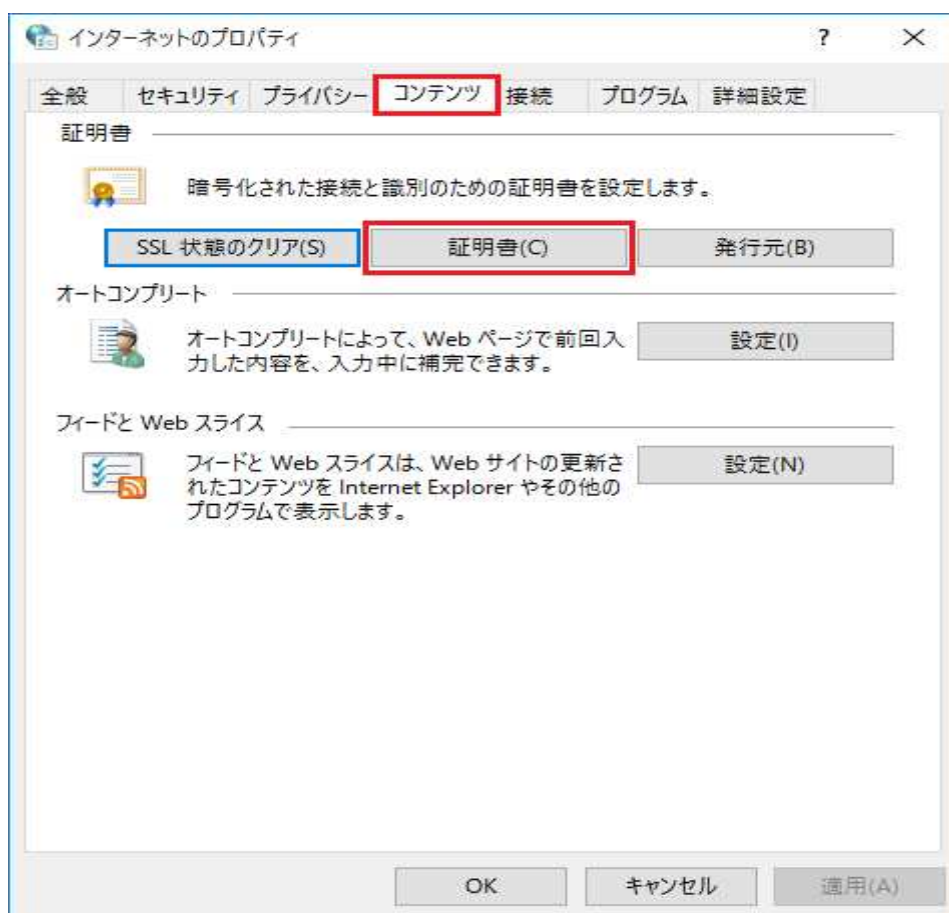 インターネットのプロパティ ?
全般 セキュリティ プライバシー コンテンツ 接続 プログラム 詳細設定
証明書
暗号化された接続と識別のための証明書を設定します。
SSL 状態のクリア(S) 証明書(C) 発行元(B)
オートコンプリート
オートコンプリートによって、Web ページで前回入
力した内容を、入力中に補完できます。
設定(I)
フィードと Web スライス
フィードと Web スライスは、Web サイトの更新さ
れたコンテンツを Internet Explorer やその他の
プログラムで表示します。
設定(N)
OK キャンセル 適用(A)